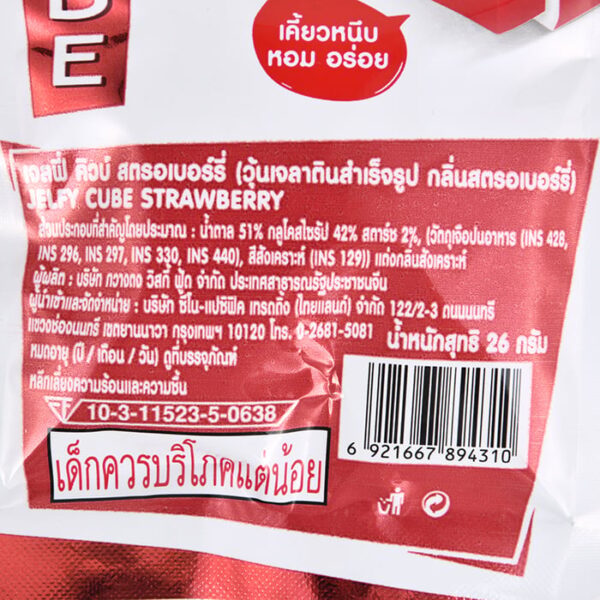 BE
เคี้ยวหนึบ
หอม อร่อย
เจลฟี่ คิวบ์ สตรอเบอร์รี่ (วุ้นเจลาตินสำเร็จรูป กลิ่นสตรอเบอร์รี่)
JELFY CUBE STRAWBERRY
ส่วนประกอบที่สำคัญโดยประมาณ : น้ำตาล 51% กลูโคสไซรัป 42% สตาร์ช 2%, (วัตถุเจือปนอาหาร (INS 428,
INS 296, INS 297, INS 330, INS 440), สีสังเคราะห์ (INS 129)) แต่งกลิ่นสังเคราะห์
ผู้ผลิต : บริษัท กวางตง วิสกี้ ฟู้ด จำกัด ประเทศสาธารณรัฐประชาชนจีน
ผู้นำเข้าและจัดจำหน่าย : บริษัท ซีโน-แปซิฟิค เทรดดิ้ง (ไทยแลนด์) จำกัด 122/2-3 ถนนนนทรี
แขวงช่องนนทรี เขตยานนาวา กรุงเทพฯ 10120 โทร. 0-2681-5081 น้ำหนักสุทธิ 26 กรัม
หมดอายุ (ปี / เดือน / วัน) ดูที่บรรจุภัณฑ์
หลีกเลี่ยงความร้อนและความชื้น
10-3-11523-5-0638
6 921667 894310
เด็กควรบริโภคแต่น้อย